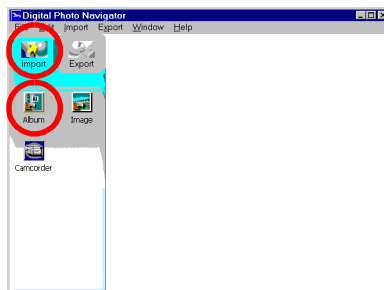 Digital Photo Navigator
File Edit Import Export Window Help
Import Export
Album Image
Camcorder